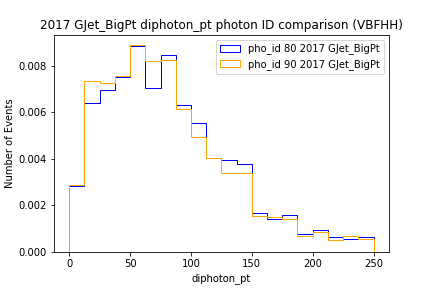 2017 GJet_BigPt diphoton_pt photon ID comparison (VBFHH)
pho_id 80 2017 GJet_BigPt
pho_id 90 2017 GJet_BigPt
Number of Events
0.008
0.006
0.004
0.002
0.000
0 50 100 150 200 250
diphoton_pt